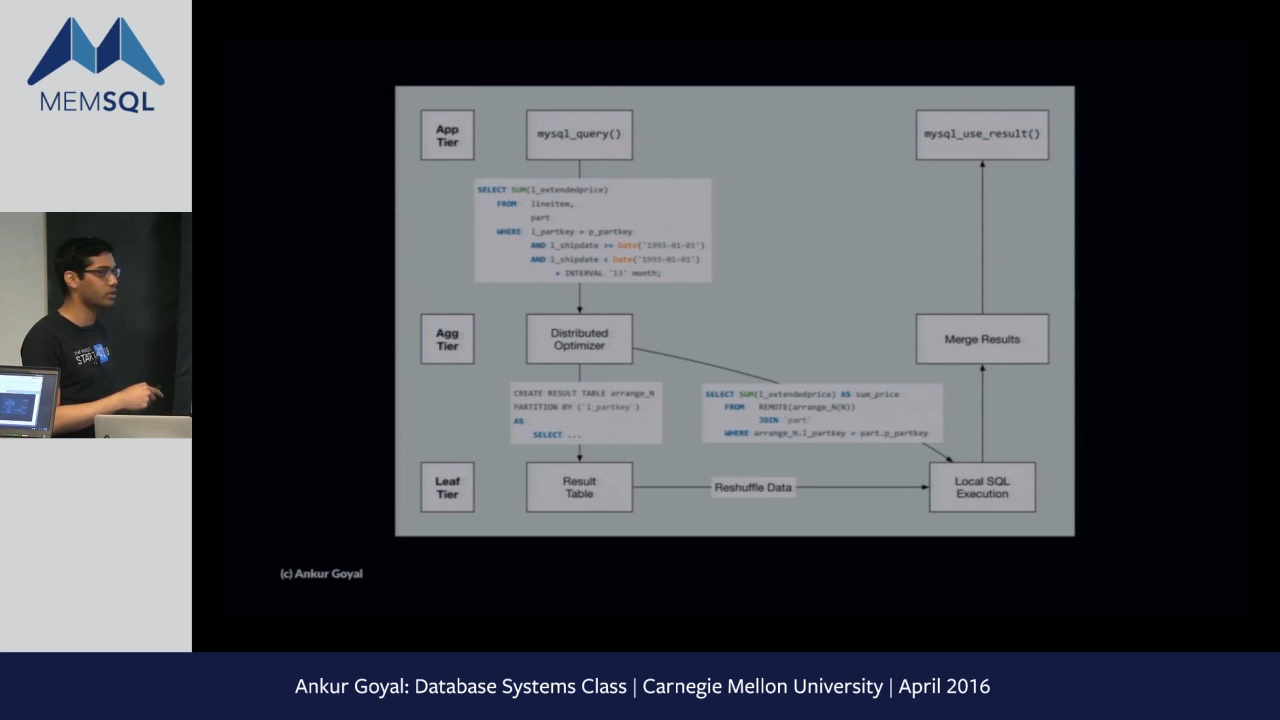 MEMSQL
App
Tier
mysql_query()
mysql_use_result()
SELECT SUM(l_extendedprice)
FROM lineitem,
part
WHERE l_partkey = p_partkey
AND l_shipdate >= Date('1993-01-01')
AND l_shipdate < Date('1993-01-01')
+ INTERVAL '13' month;
Agg
Tier
Distributed
Optimizer
Merge Results
CREATE RESULT TABLE arrange_N
PARTITION BY (`l_partkey`)
AS
SELECT ...
SELECT SUM(l_extendedprice) AS sum_price
FROM REMOTE(arrange_N(N))
JOIN `part`
WHERE arrange_N.l_partkey = part.p_partkey
Leaf
Tier
Result
Table
Reshuffle Data
Local SQL
Execution
(c) Ankur Goyal
Ankur Goyal: Database Systems Class | Carnegie Mellon University | April 2016